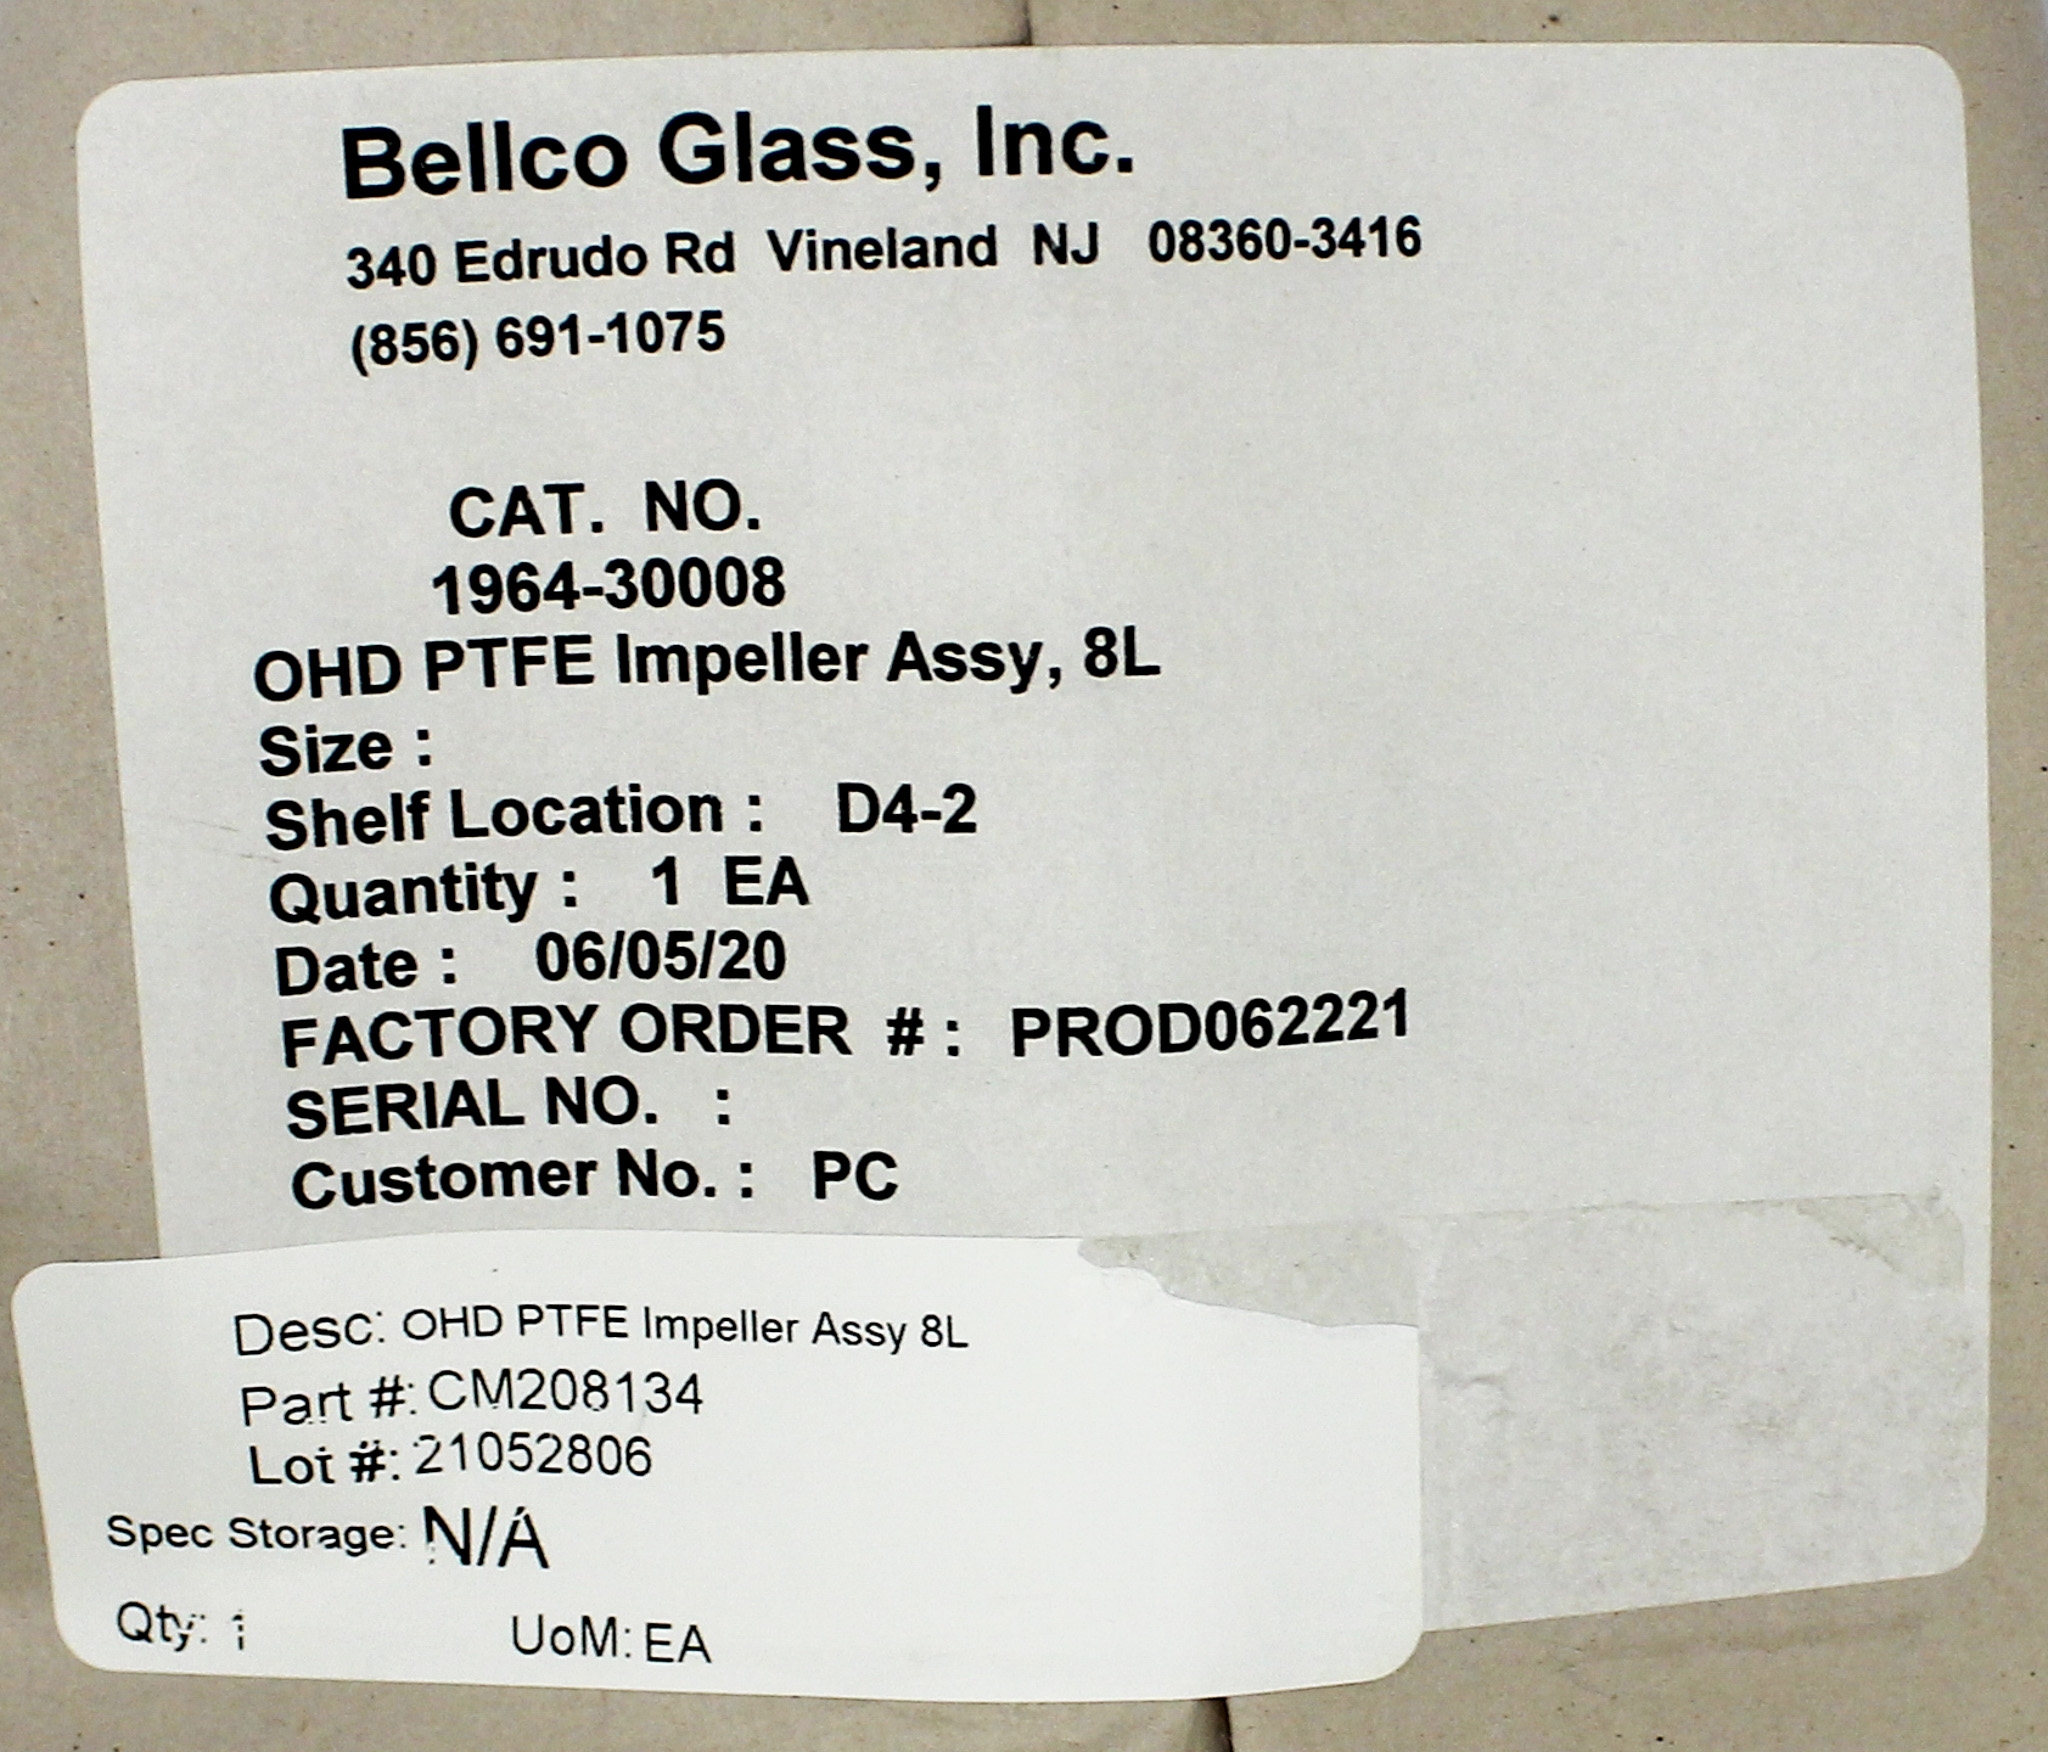 Bellco Glass, Inc.
340 Edrudo Rd Vineland NJ 08360-3416
(856) 691-1075
CAT. NO.
1964-30008
OHD PTFE Impeller Assy, 8L
Size :
Shelf Location : D4-2
Quantity : 1 EA
Date : 06/05/20
FACTORY ORDER # : PROD062221
SERIAL NO. :
Customer No. : PC
Desc: OHD PTFE Impeller Assy 8L
Part #: CM208134
Lot #: 21052806
Spec Storage: N/A
Qty: 1 UoM: EA